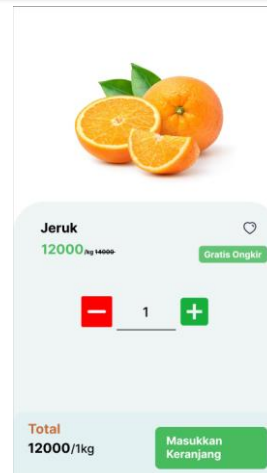 Jeruk
12000/kg 14000
Gratis Ongkir
1
Total
12000/1kg
Masukkan
Keranjang